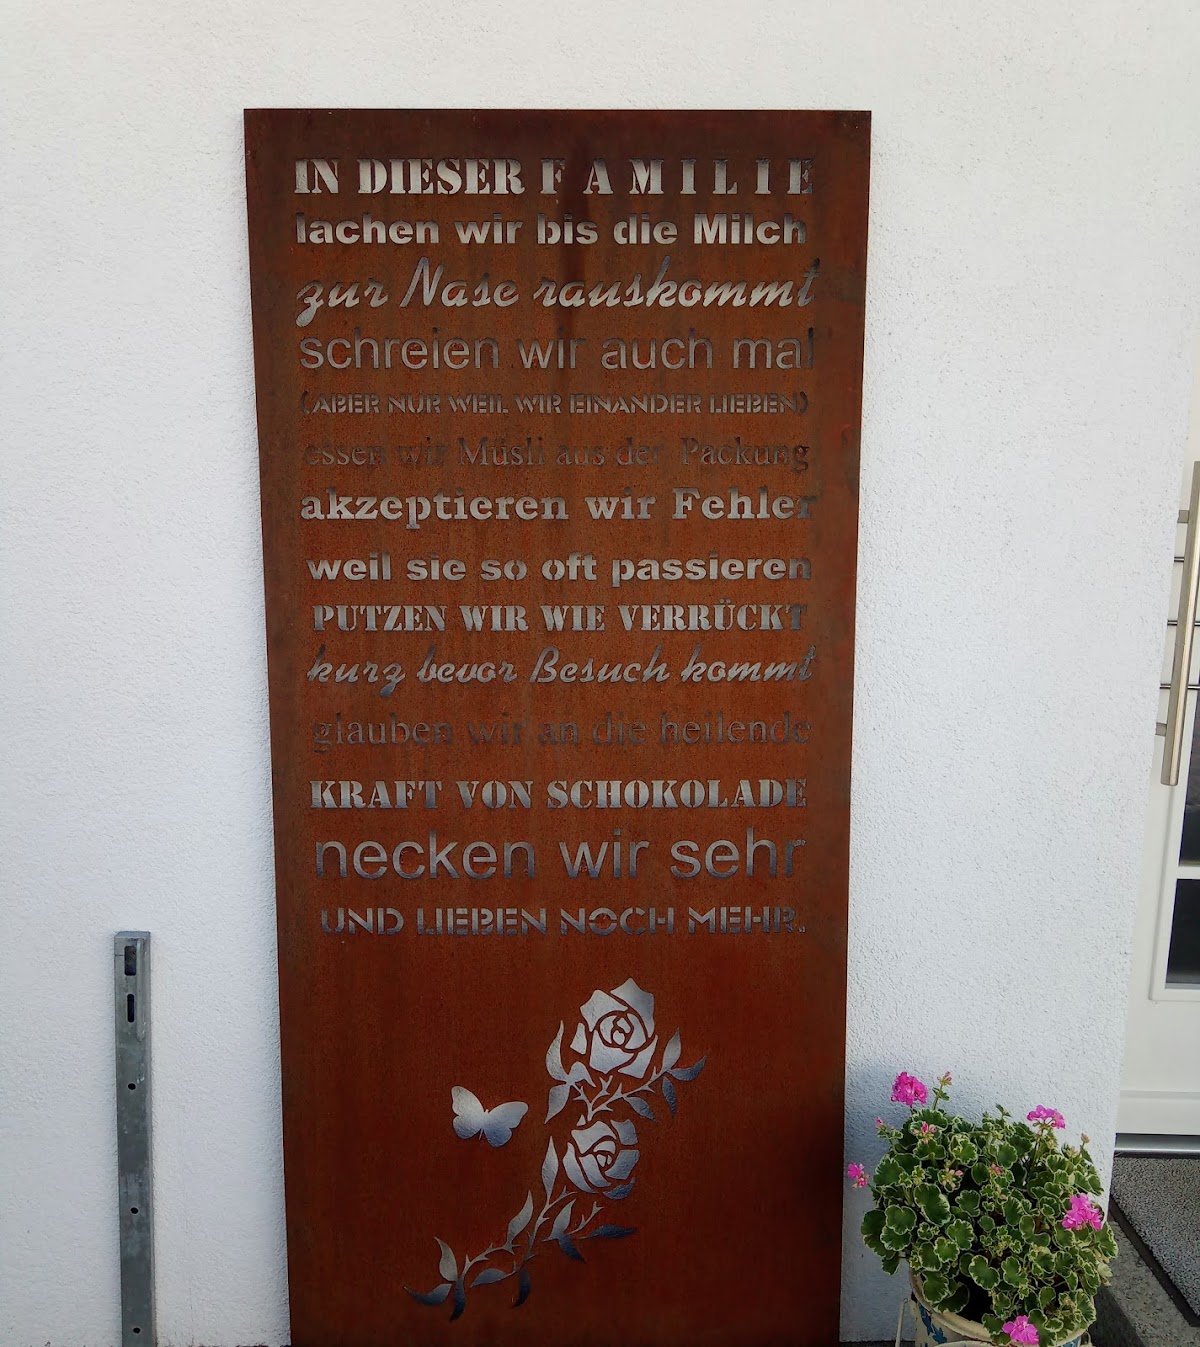 IN DIESER FAMILIE
lachen wir bis die Milch
zur Nase rauskommt
schreien wir auch mal
(ABER NUR WEIL WIR EINANDER LIEBEN)
essen wir Müsli aus der Packung
akzeptieren wir Fehler
weil sie so oft passieren
PUTZEN WIR WIE VERRÜCKT
kurz bevor Besuch kommt
glauben wir an die heilende
KRAFT VON SCHOKOLADE
necken wir sehr
UND LIEBEN NOCH MEHR.